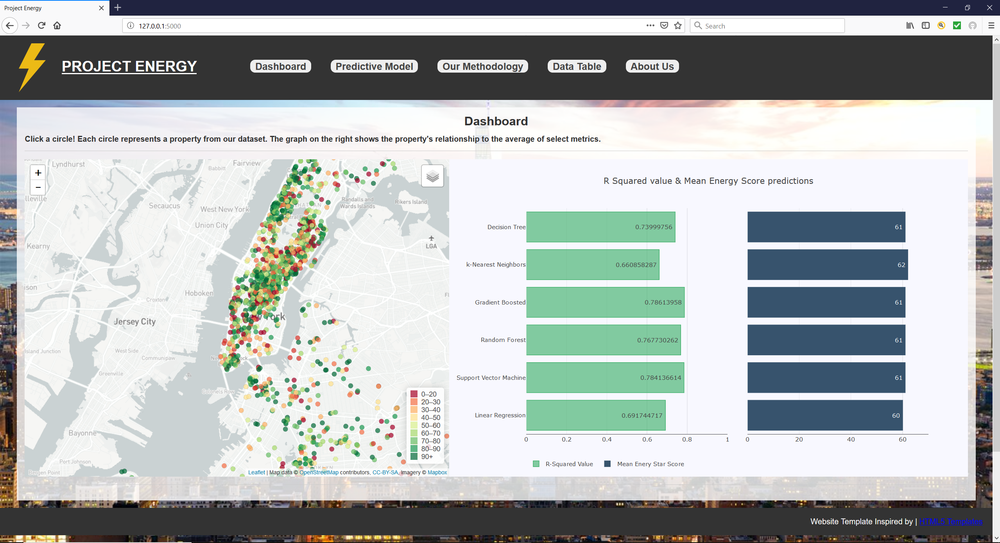 Project Energy
127.0.0.1:5000
Search
PROJECT ENERGY
Dashboard
Predictive Model
Our Methodology
Data Table
About Us
Dashboard
Click a circle! Each circle represents a property from our dataset. The graph on the right shows the property's relationship to the average of select metrics.
+
−
Lyndhurst
Fairview
Babbitt
lleville
Secaucus
West New York
Randalls and
Wards Islands
Rikers Island
Union City
Kearny
LGA
ison
Hoboken
Croxton
Jersey City
West Side
Island Junction
Communipaw
Greenville
Colonels Row
Bayonne
Port Johnson
Bergen Point
0–20
20–30
30–40
40–50
50–60
60–70
70–80
80–90
90+
Leaflet | Map data © OpenStreetMap contributors, CC-BY-SA, Imagery © Mapbox
R Squared value & Mean Energy Score predictions
Decision Tree 0.73999756 61
k-Nearest Neighbors 0.660858287 62
Gradient Boosted 0.78613958 61
Random Forest 0.767730262 61
Support Vector Machine 0.784136614 61
Linear Regression 0.691744717 60
0 0.2 0.4 0.6 0.8 1 0 20 40 60
R-Squared Value Mean Enery Star Score
Website Template Inspired by | HTML5 Templates